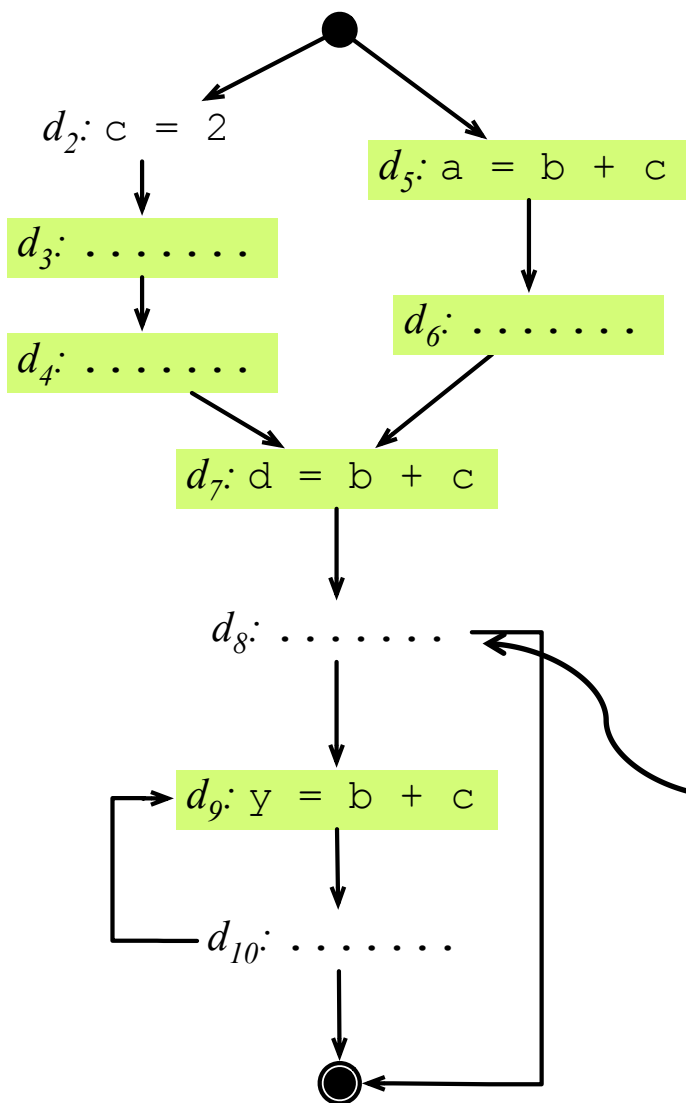 d2: c = 2
d5: a = b + c
d3: . . . . . . .
d6: . . . . . . .
d4: . . . . . . .
d7: d = b + c
d8: . . . . . . .
d9: y = b + c
d10: . . . . . . .